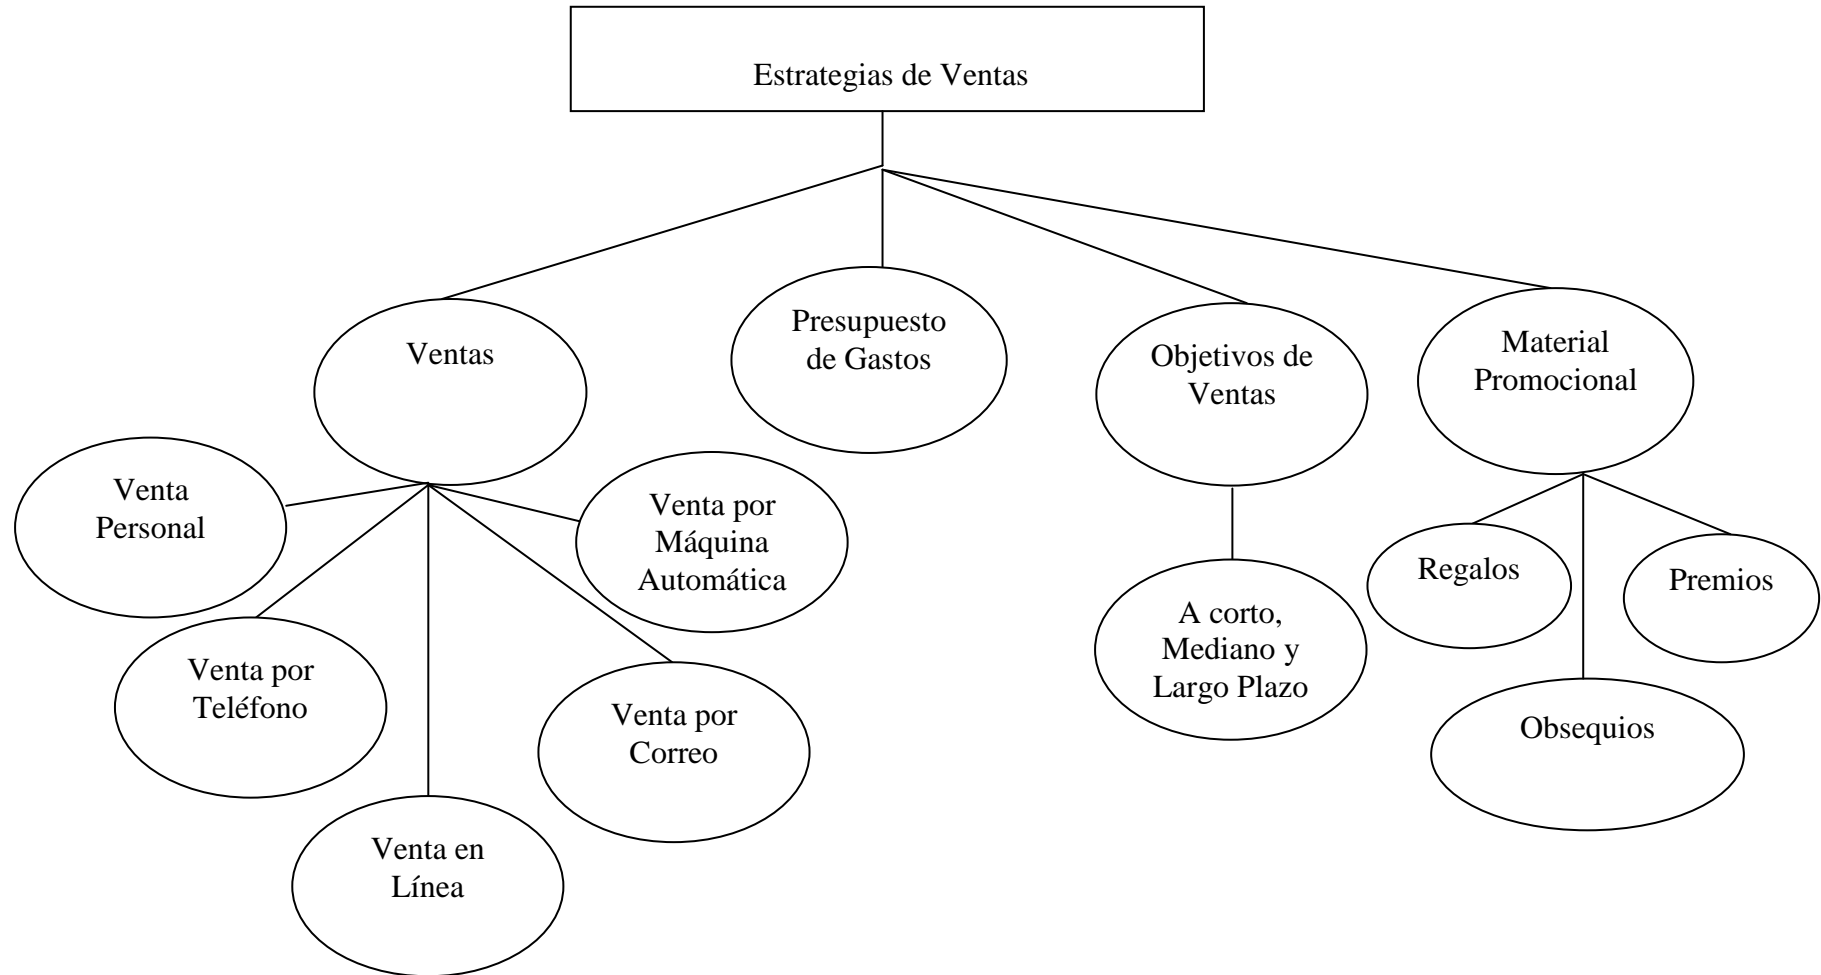 Estrategias de Ventas
Ventas
Presupuesto
de Gastos
Objetivos de
Ventas
Material
Promocional
Venta
Personal
Venta por
Máquina
Automática
Venta por
Teléfono
Venta por
Correo
Venta en
Línea
A corto,
Mediano y
Largo Plazo
Regalos
Premios
Obsequios